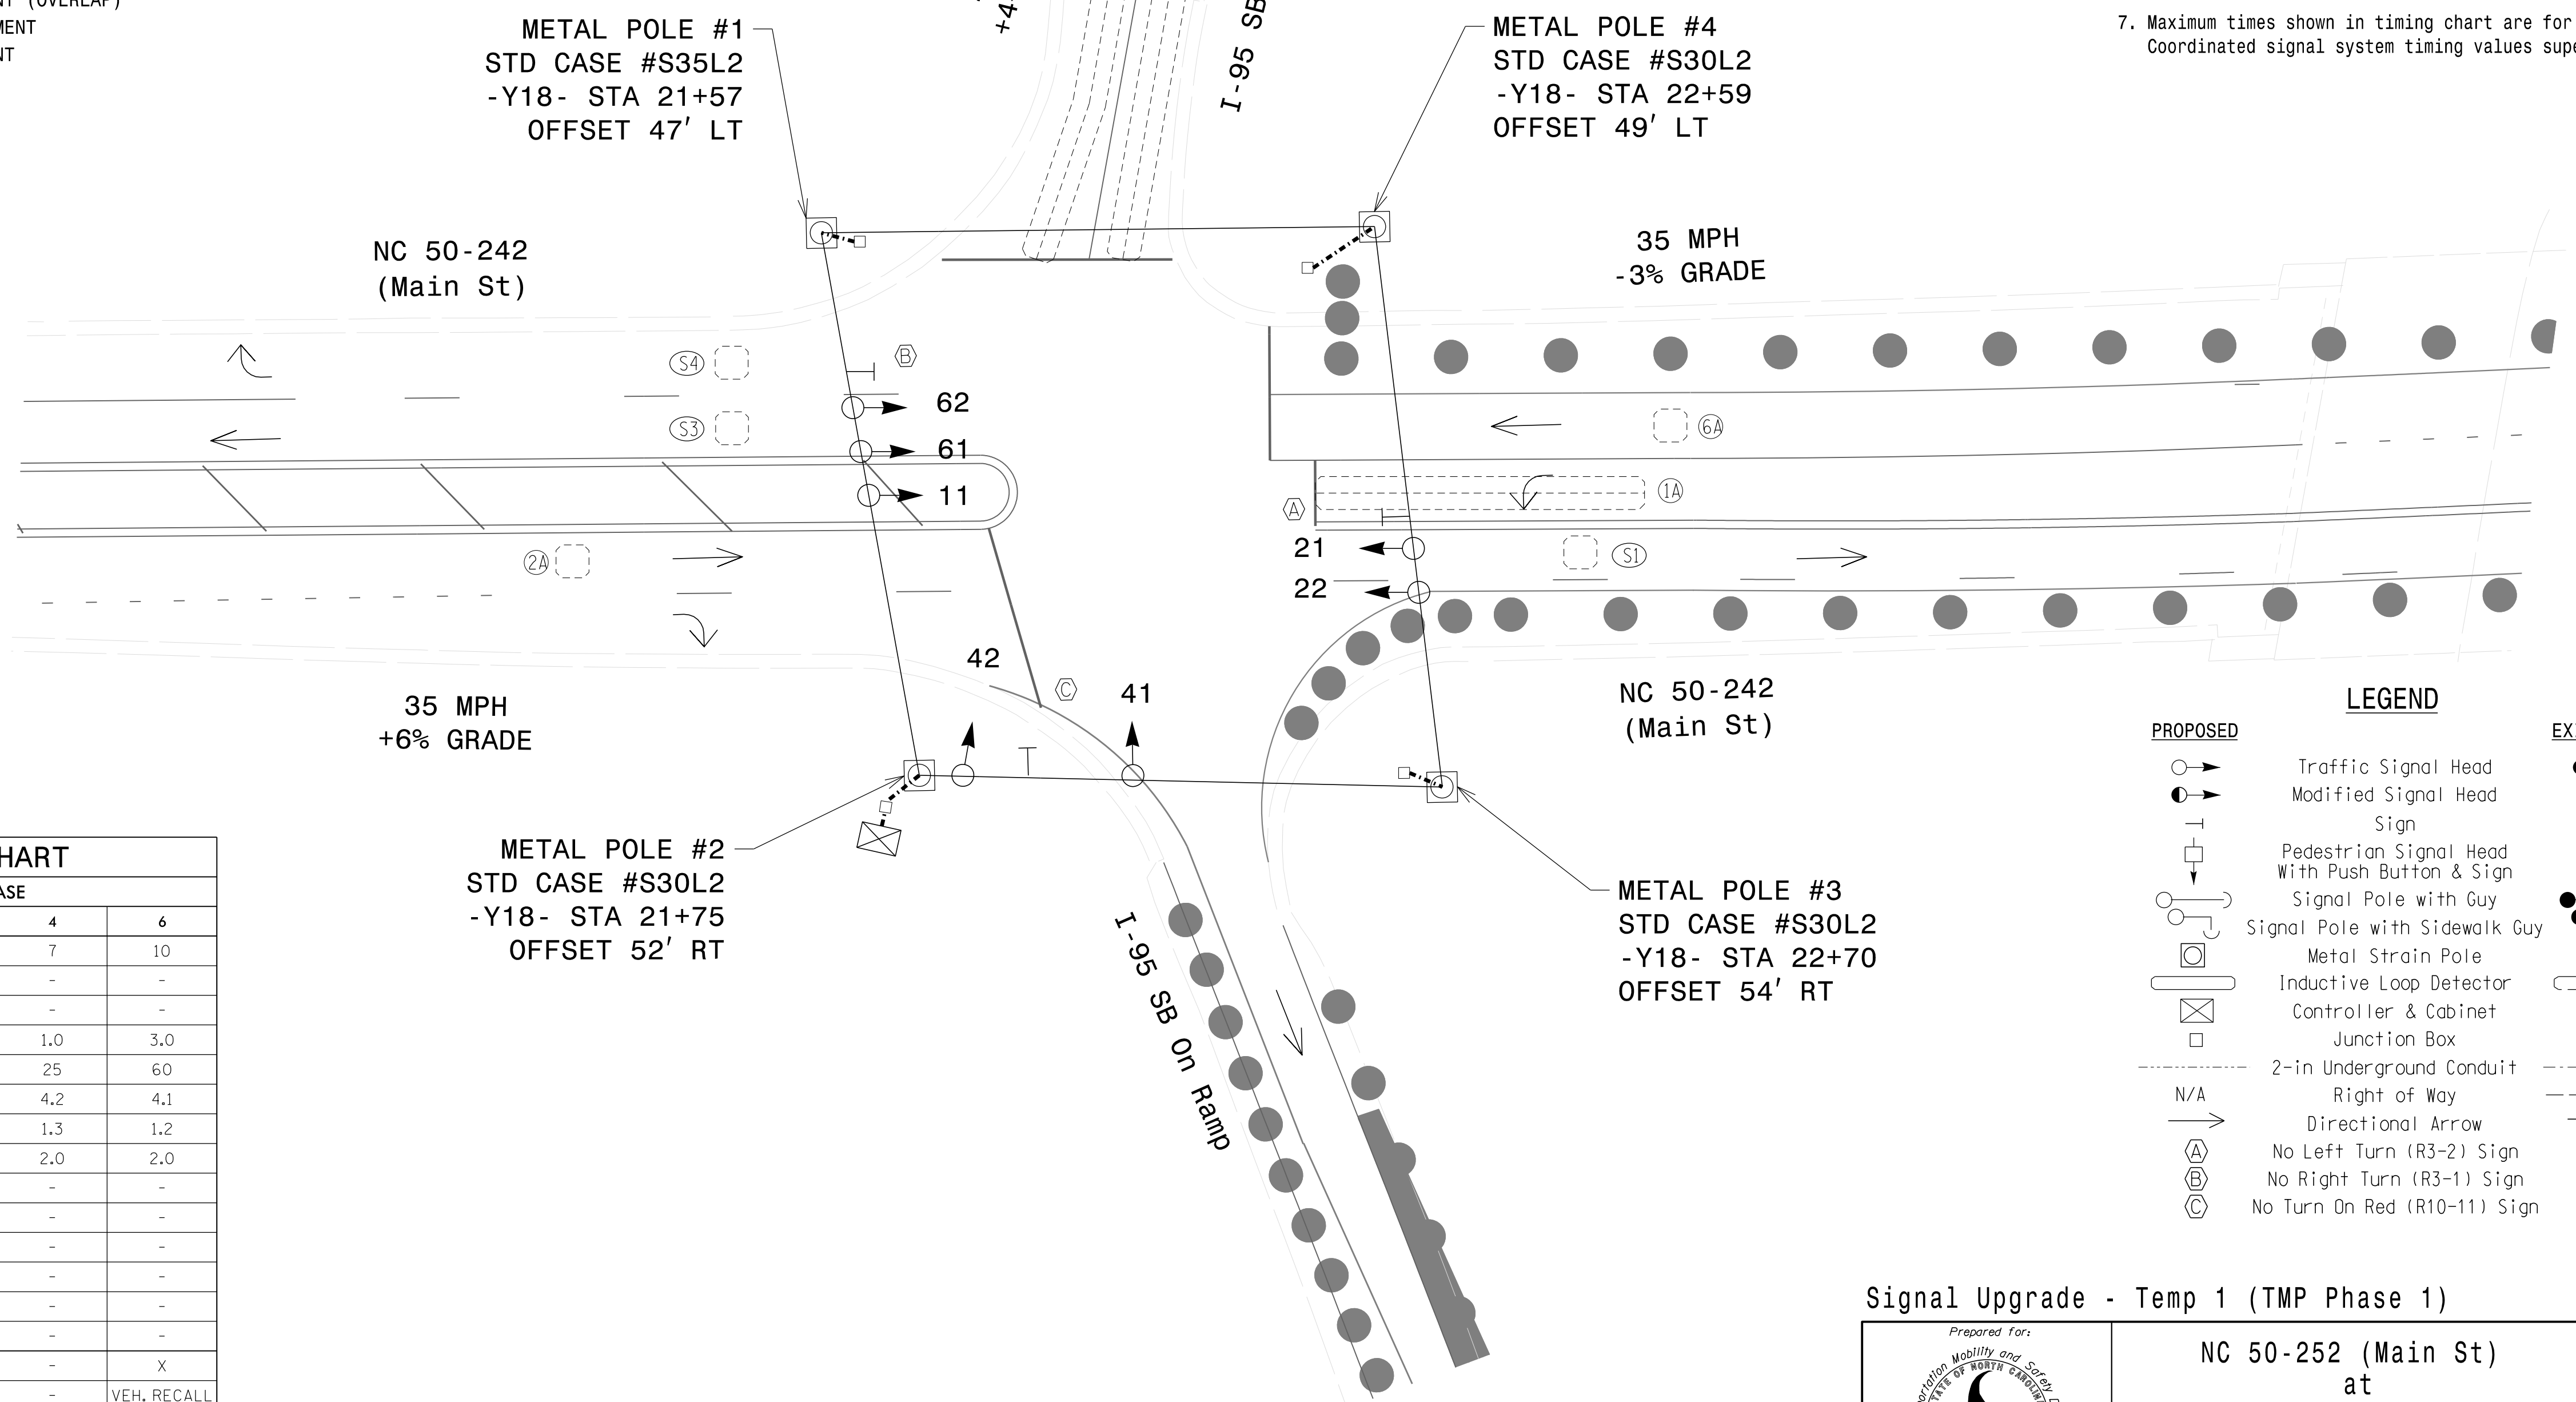 NT (OVERLAP)
MENT
NT
METAL POLE #1
STD CASE #S35L2
-Y18- STA 21+57
OFFSET 47' LT
I-95 SB
METAL POLE #4
STD CASE #S30L2
-Y18- STA 22+59
OFFSET 49' LT
7. Maximum times shown in timing chart are for
Coordinated signal system timing values supe
NC 50-242
(Main St)
35 MPH
-3% GRADE
S4
B
62
S3
61
11
6A
1A
A
21
22
S1
2A
42
C
41
35 MPH
+6% GRADE
NC 50-242
(Main St)
METAL POLE #2
STD CASE #S30L2
-Y18- STA 21+75
OFFSET 52' RT
METAL POLE #3
STD CASE #S30L2
-Y18- STA 22+70
OFFSET 54' RT
I-95 SB On Ramp
HART
ASE
4 6
7 10
- -
- -
1.0 3.0
25 60
4.2 4.1
1.3 1.2
2.0 2.0
- -
- -
- -
- -
- -
- -
- X
- VEH. RECALL
LEGEND
PROPOSED EX
Traffic Signal Head
Modified Signal Head
Sign
Pedestrian Signal Head
With Push Button & Sign
Signal Pole with Guy
Signal Pole with Sidewalk Guy
Metal Strain Pole
Inductive Loop Detector
Controller & Cabinet
Junction Box
2-in Underground Conduit
N/A Right of Way
Directional Arrow
A No Left Turn (R3-2) Sign
B No Right Turn (R3-1) Sign
C No Turn On Red (R10-11) Sign
Signal Upgrade - Temp 1 (TMP Phase 1)
Prepared for:
ortation Mobility and Safety
TATE OF NORTH CAROLIN
NC 50-252 (Main St)
at